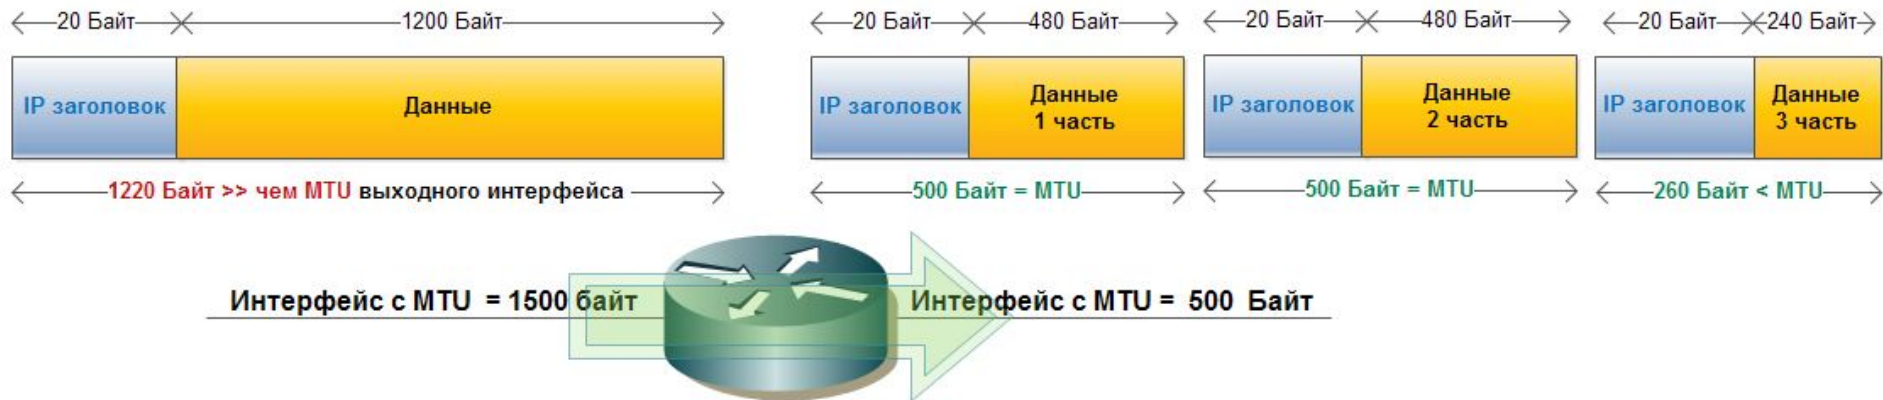 20 Байт 1200 Байт 20 Байт 480 Байт 20 Байт 480 Байт 20 Байт 240 Байт
IP заголовок Данные IP заголовок Данные
1 часть IP заголовок Данные
2 часть IP заголовок Данные
3 часть
1220 Байт >> чем MTU выходного интерфейса 500 Байт = MTU 500 Байт = MTU 260 Байт < MTU
Интерфейс с MTU = 1500 байт Интерфейс с MTU = 500 Байт